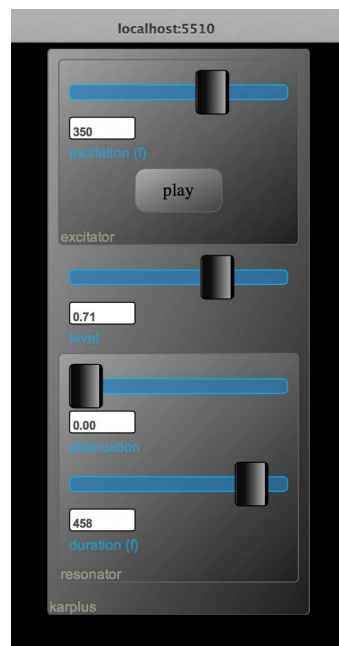 localhost:5510
350
excitation (f)
play
excitator
0.71
level
0.00
attenuation
458
duration (f)
resonator
karplus